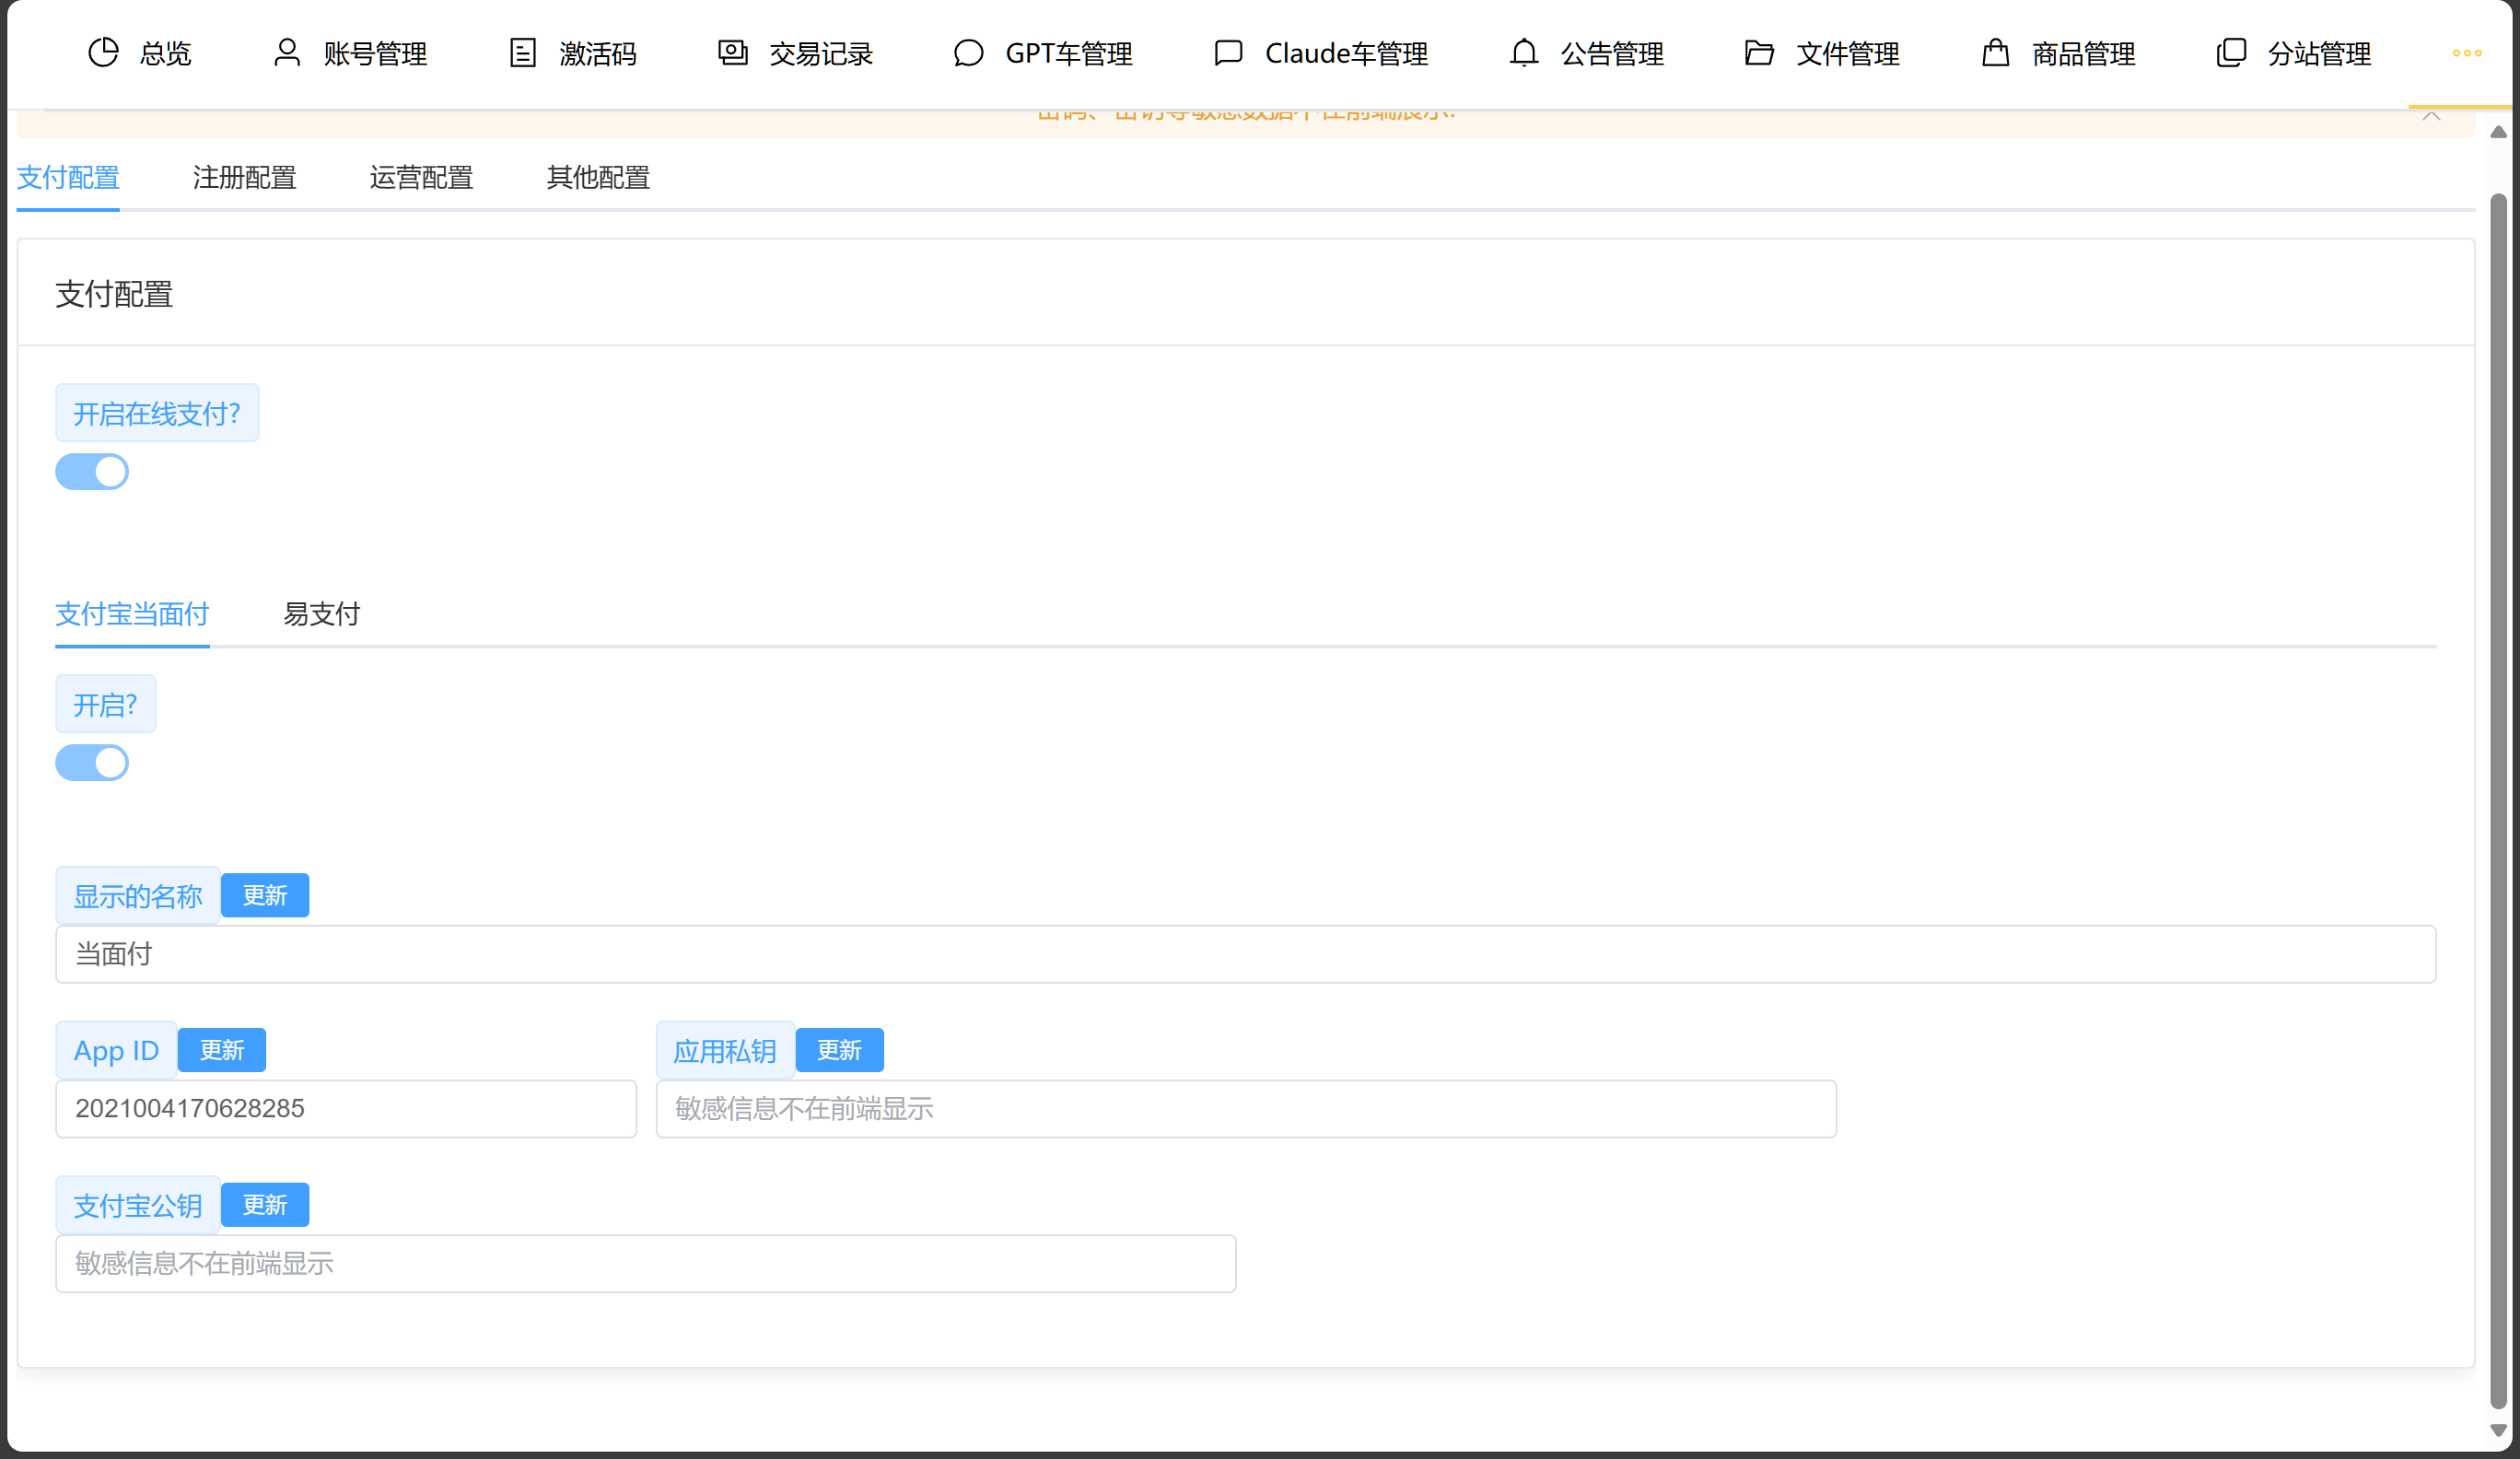 总览 账号管理 激活码 交易记录 GPT车管理 Claude车管理 公告管理 文件管理 商品管理 分站管理
支付配置 注册配置 运营配置 其他配置
支付配置
开启在线支付?
支付宝当面付 易支付
开启?
显示的名称 更新
当面付
App ID 更新 应用私钥 更新
2021004170628285 敏感信息不在前端显示
支付宝公钥 更新
敏感信息不在前端显示